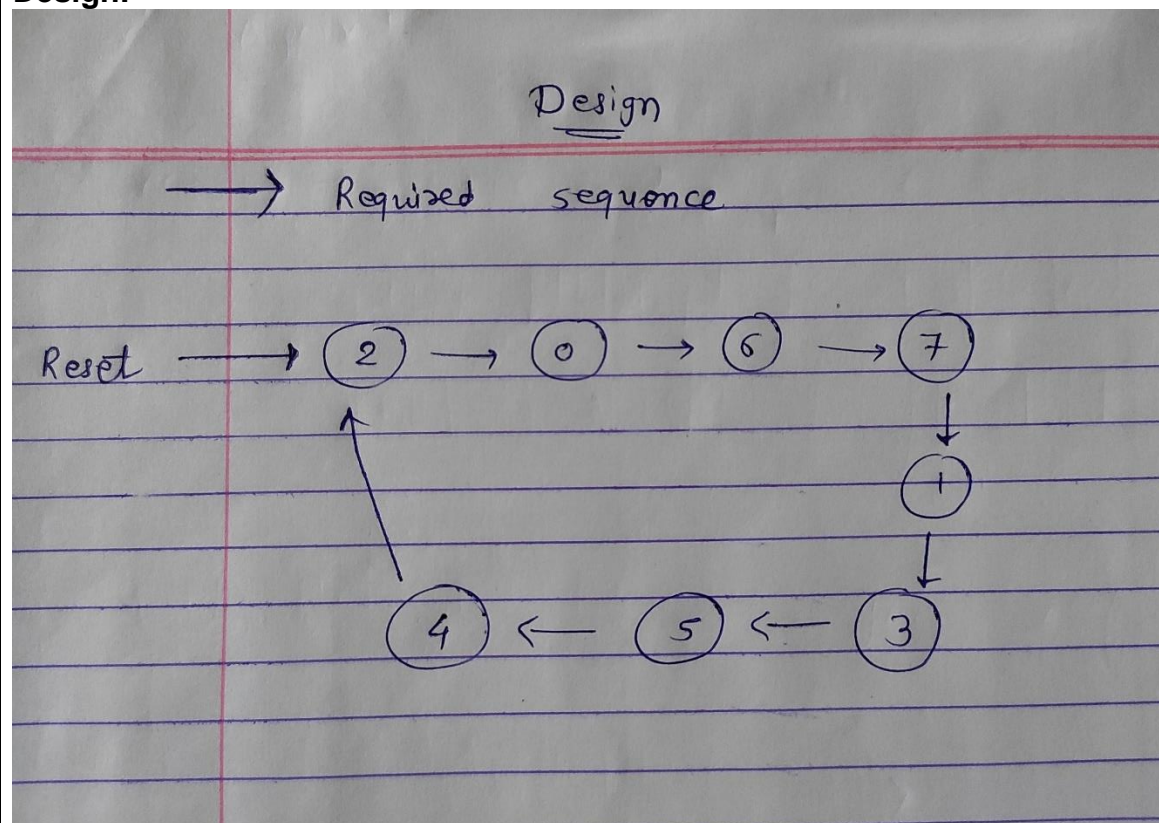 Design:
Design
→ Required sequence
Reset → 2 → 0 → 6 → 7
↓
1
↓
4 ← 5 ← 3